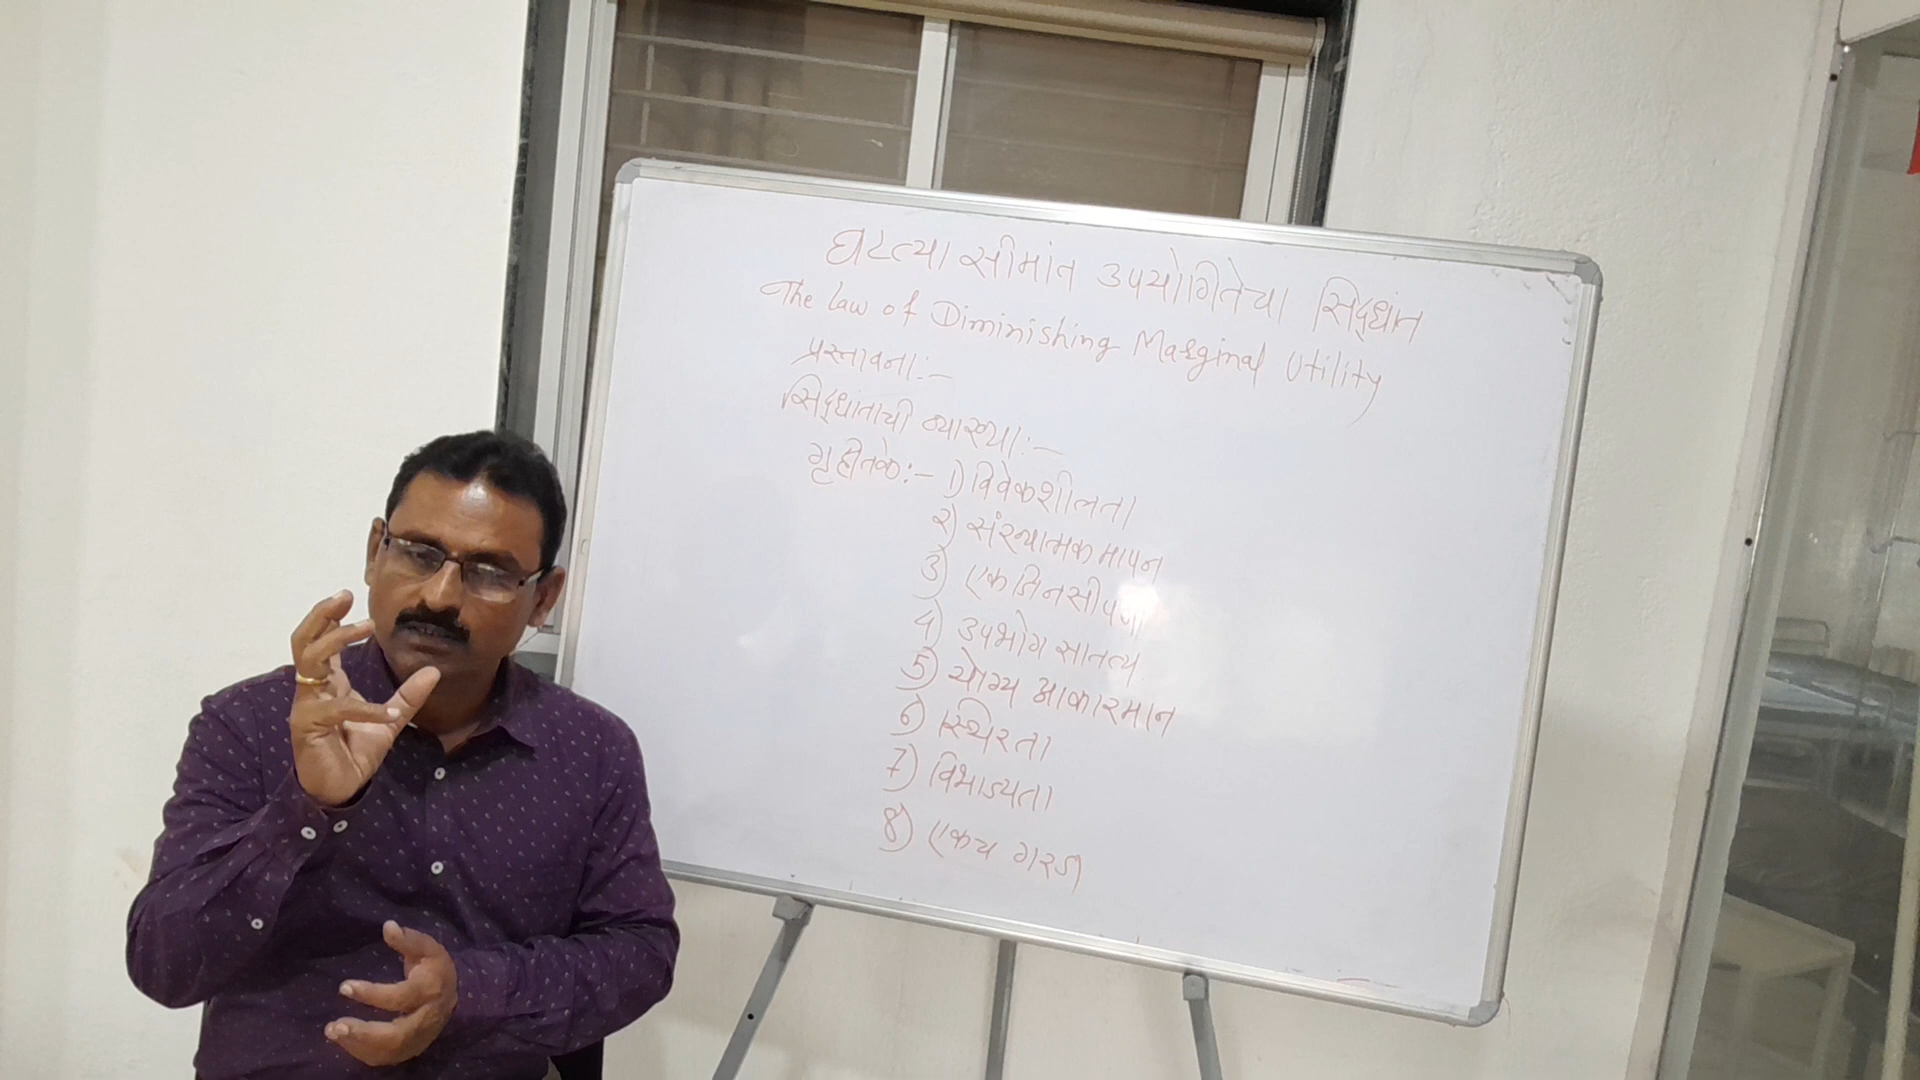 घटत्या सीमांत उपयोगितेचा सिद्धांत
The Law of Diminishing Marginal Utility
प्रस्तावना:-
सिद्धांताची व्याख्या:-
गृहीतके:- 1) विवेकशीलता
२) संख्यात्मक मापन
3) एकजिनसीपणा
4) उपभोग सातत्य
5) योग्य आकारमान
6) स्थिरता
7) विभाज्यता
8) एकच गरज